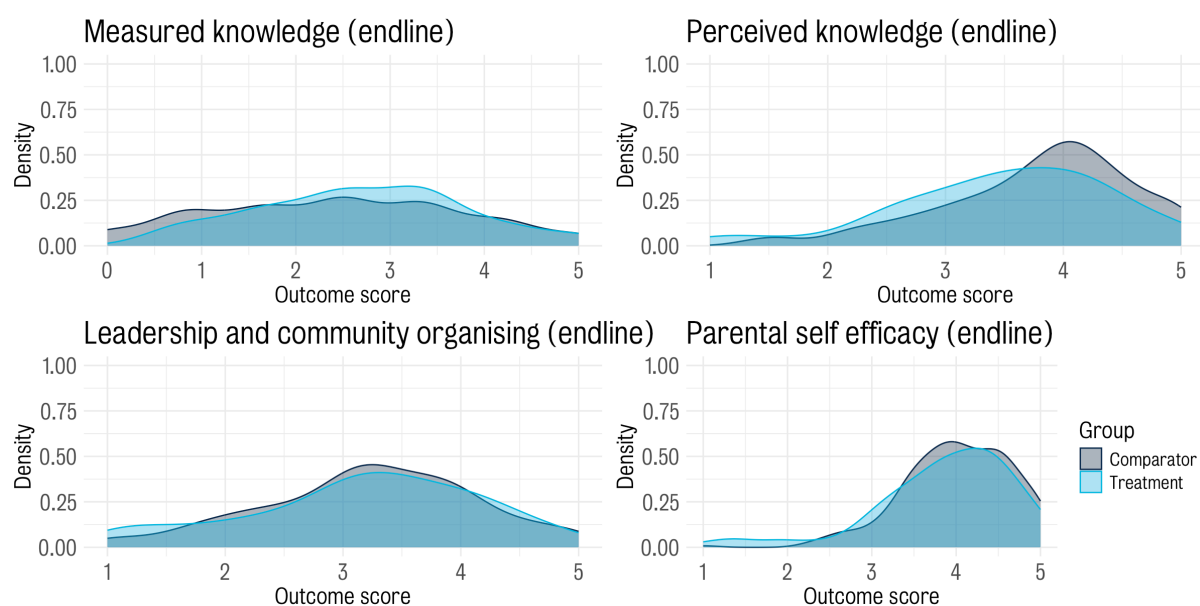 Measured knowledge (endline)
1.00
0.75
0.50
0.25
0.00
Density
0 1 2 3 4 5
Outcome score
Perceived knowledge (endline)
1.00
0.75
0.50
0.25
0.00
Density
1 2 3 4 5
Outcome score
Leadership and community organising (endline)
1.00
0.75
0.50
0.25
0.00
Density
1 2 3 4 5
Outcome score
Parental self efficacy (endline)
1.00
0.75
0.50
0.25
0.00
Density
1 2 3 4 5
Outcome score
Group
Comparator
Treatment